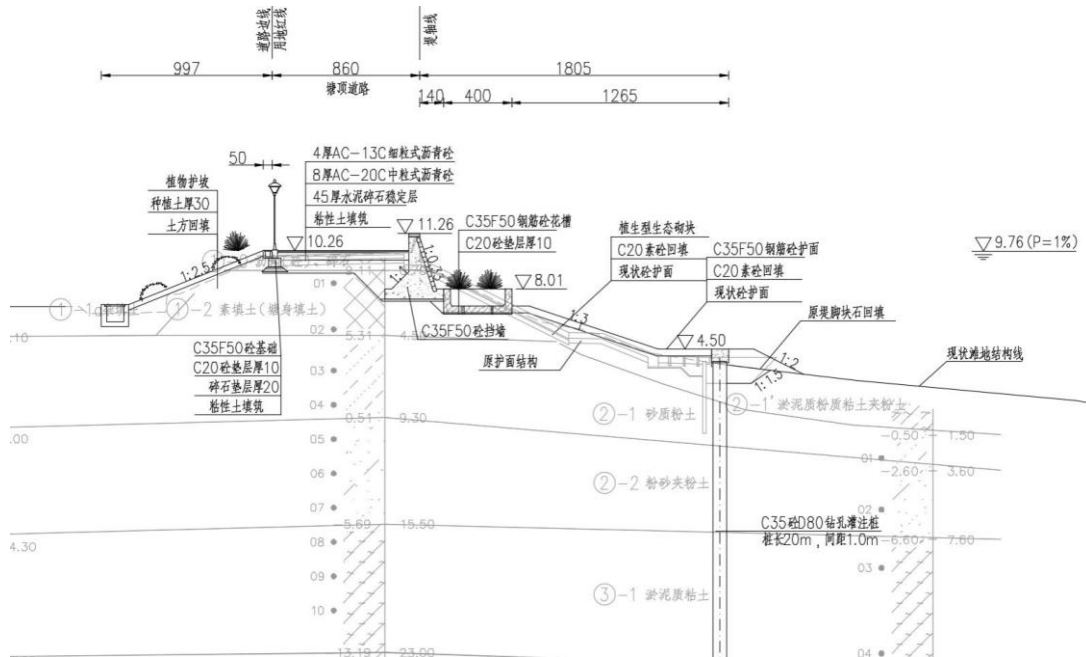 道路边线
用地红线
堤轴线
997
860
1805
塘顶道路
140
400
1265
50
4厚AC-13C细粒式沥青砼
8厚AC-20C中粒式沥青砼
45厚水泥碎石稳定层
粘性土填筑
植物护坡
种植土厚30
土方回填
10.26
11.26
C35F50钢筋砼花槽
C20砼垫层厚10
8.01
植生型生态砌块
C20素砼回填
现状砼护面
C35F50钢筋砼护面
C20素砼回填
现状砼护面
9.76(P=1%)
1:2.5
1:1
1:3
原堤脚块石回填
4.50
1:2
1:1.5
①-1
①-2 素填土(塘身填土)
01
02
03
04
05
06
07
08
09
10
C35F50砼挡墙
原护面结构
现状滩地结构线
C35F50砼基础
C20砼垫层厚10
碎石垫层厚20
粘性土填筑
.10
5.31
②-1 砂质粉土
②-1' 淤泥质粉质粘土夹粉土
0.51
9.30
.00
-0.50
1.50
01
-2.60
3.60
②-2 粉砂夹粉土
02
C35砼D80钻孔灌注桩
桩长20m,间距1.0m
-5.69
15.50
4.30
-6.60
7.60
03
③-1 淤泥质粘土
13.19
23.00
04